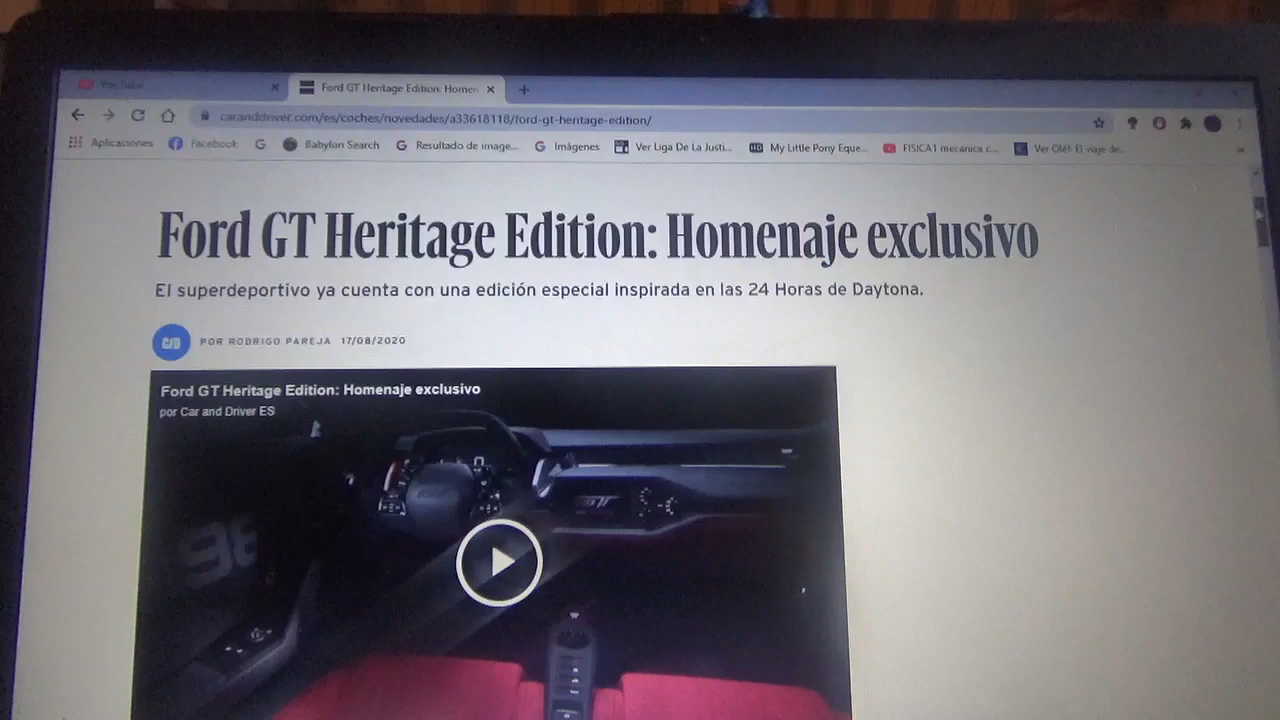 YouTube
Ford GT Heritage Edition: Homen
caranddriver.com/es/coches/novedades/a33618118/ford-gt-heritage-edition/
Aplicaciones Facebook Babylon Search Resultado de image... Imágenes Ver Liga De La Justi... My Little Pony Eque... FISICA1 mecanica c... Ver Olé! El viaje de...
Ford GT Heritage Edition: Homenaje exclusivo
El superdeportivo ya cuenta con una edición especial inspirada en las 24 Horas de Daytona.
C/D POR RODRIGO PAREJA 17/08/2020
Ford GT Heritage Edition: Homenaje exclusivo
por Car and Driver ES
GT
98